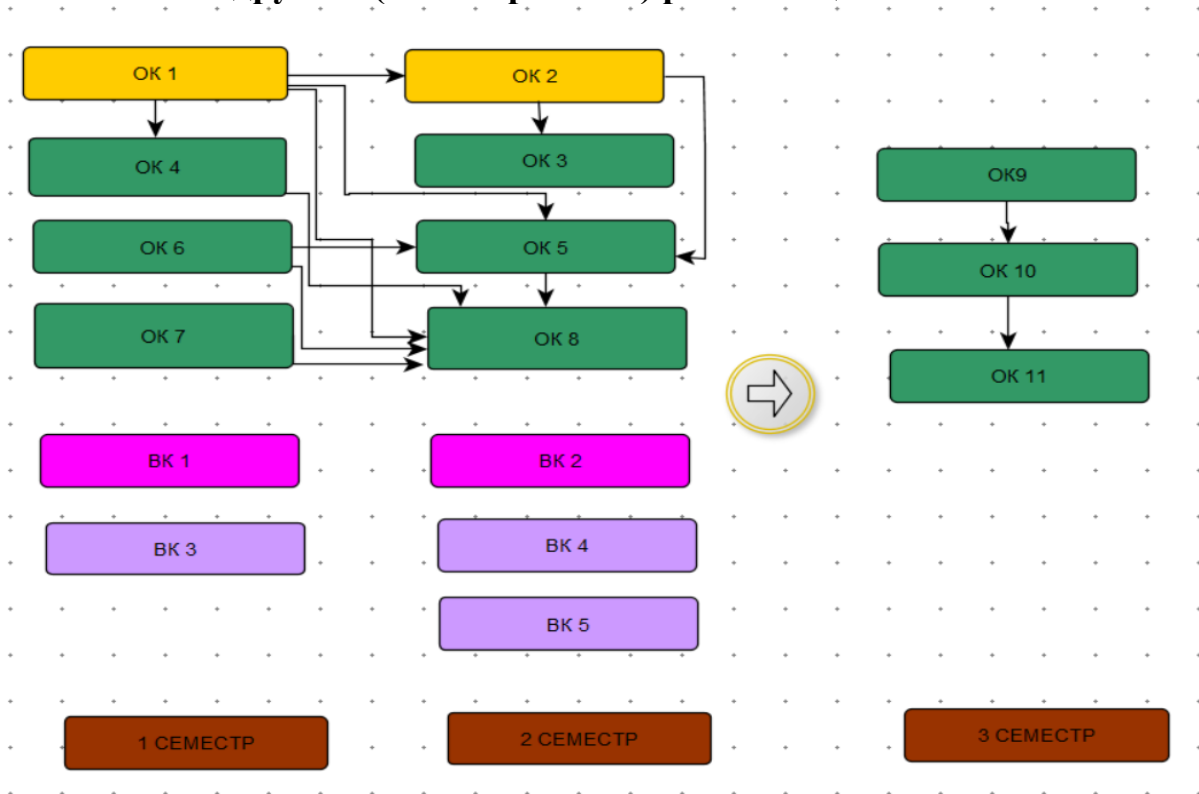 ОК 1
ОК 2
ОК 4
ОК 3
ОК9
ОК 6
ОК 5
ОК 10
ОК 7
ОК 8
ОК 11
ВК 1
ВК 2
ВК 3
ВК 4
ВК 5
1 СЕМЕСТР
2 СЕМЕСТР
3 СЕМЕСТР